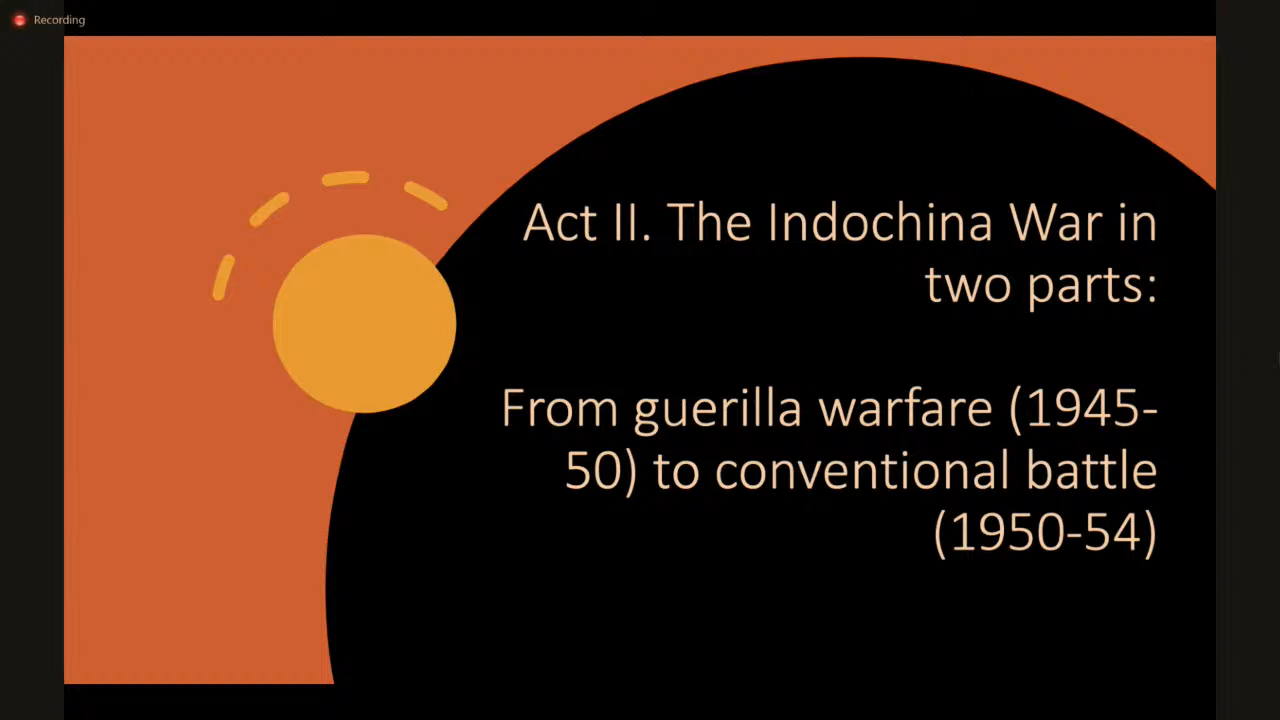 Recording
Act II. The Indochina War in
two parts:
From guerilla warfare (1945-
50) to conventional battle
(1950-54)